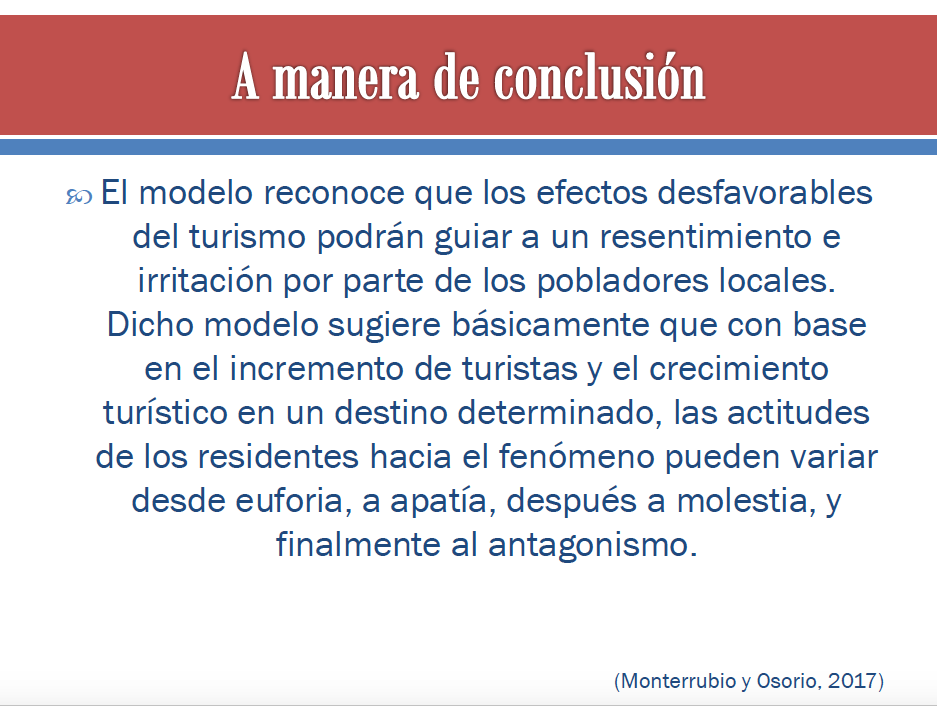 A manera de conclusión
El modelo reconoce que los efectos desfavorables
del turismo podrán guiar a un resentimiento e
irritación por parte de los pobladores locales.
Dicho modelo sugiere básicamente que con base
en el incremento de turistas y el crecimiento
turístico en un destino determinado, las actitudes
de los residentes hacia el fenómeno pueden variar
desde euforia, a apatía, después a molestia, y
finalmente al antagonismo.
(Monterrubio y Osorio, 2017)